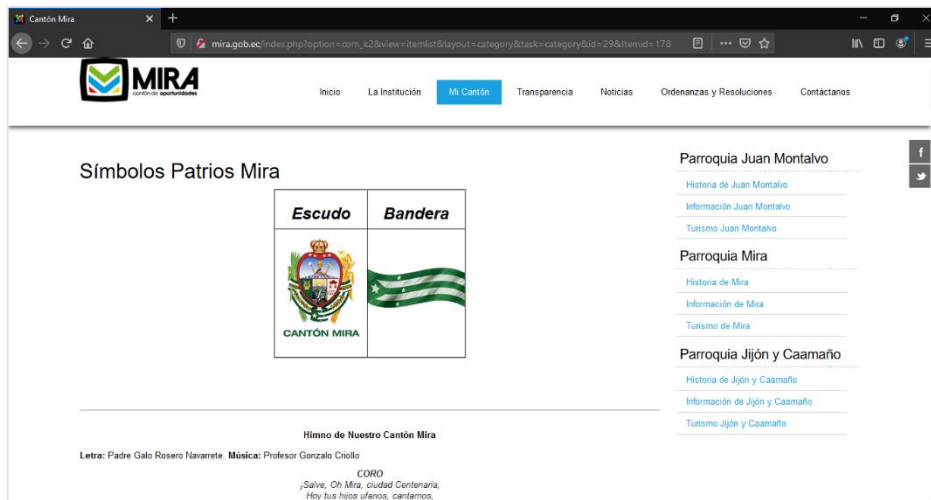 Cantón Mira
mira.gob.ec/index.php?option=com_k2&view=itemlist&layout=category&task=category&id=29&Itemid=178
MIRA
cantón de oportunidades
Inicio La Institución Mi Cantón Transparencia Noticias Ordenanzas y Resoluciones Contáctanos
Símbolos Patrios Mira
Escudo Bandera
CANTÓN MIRA
Himno de Nuestro Cantón Mira
Letra: Padre Galo Rosero Navarrete. Música: Profesor Gonzalo Criollo
CORO
¡Salve, Oh Mira, ciudad Centenaria,
Hoy tus hijos ufanos, cantamos,
Parroquia Juan Montalvo
Historia de Juan Montalvo
Información Juan Montalvo
Turismo Juan Montalvo
Parroquia Mira
Historia de Mira
Información de Mira
Turismo de Mira
Parroquia Jijón y Caamaño
Historia de Jijón y Caamaño
Información de Jijón y Caamaño
Turismo Jijón y Caamaño